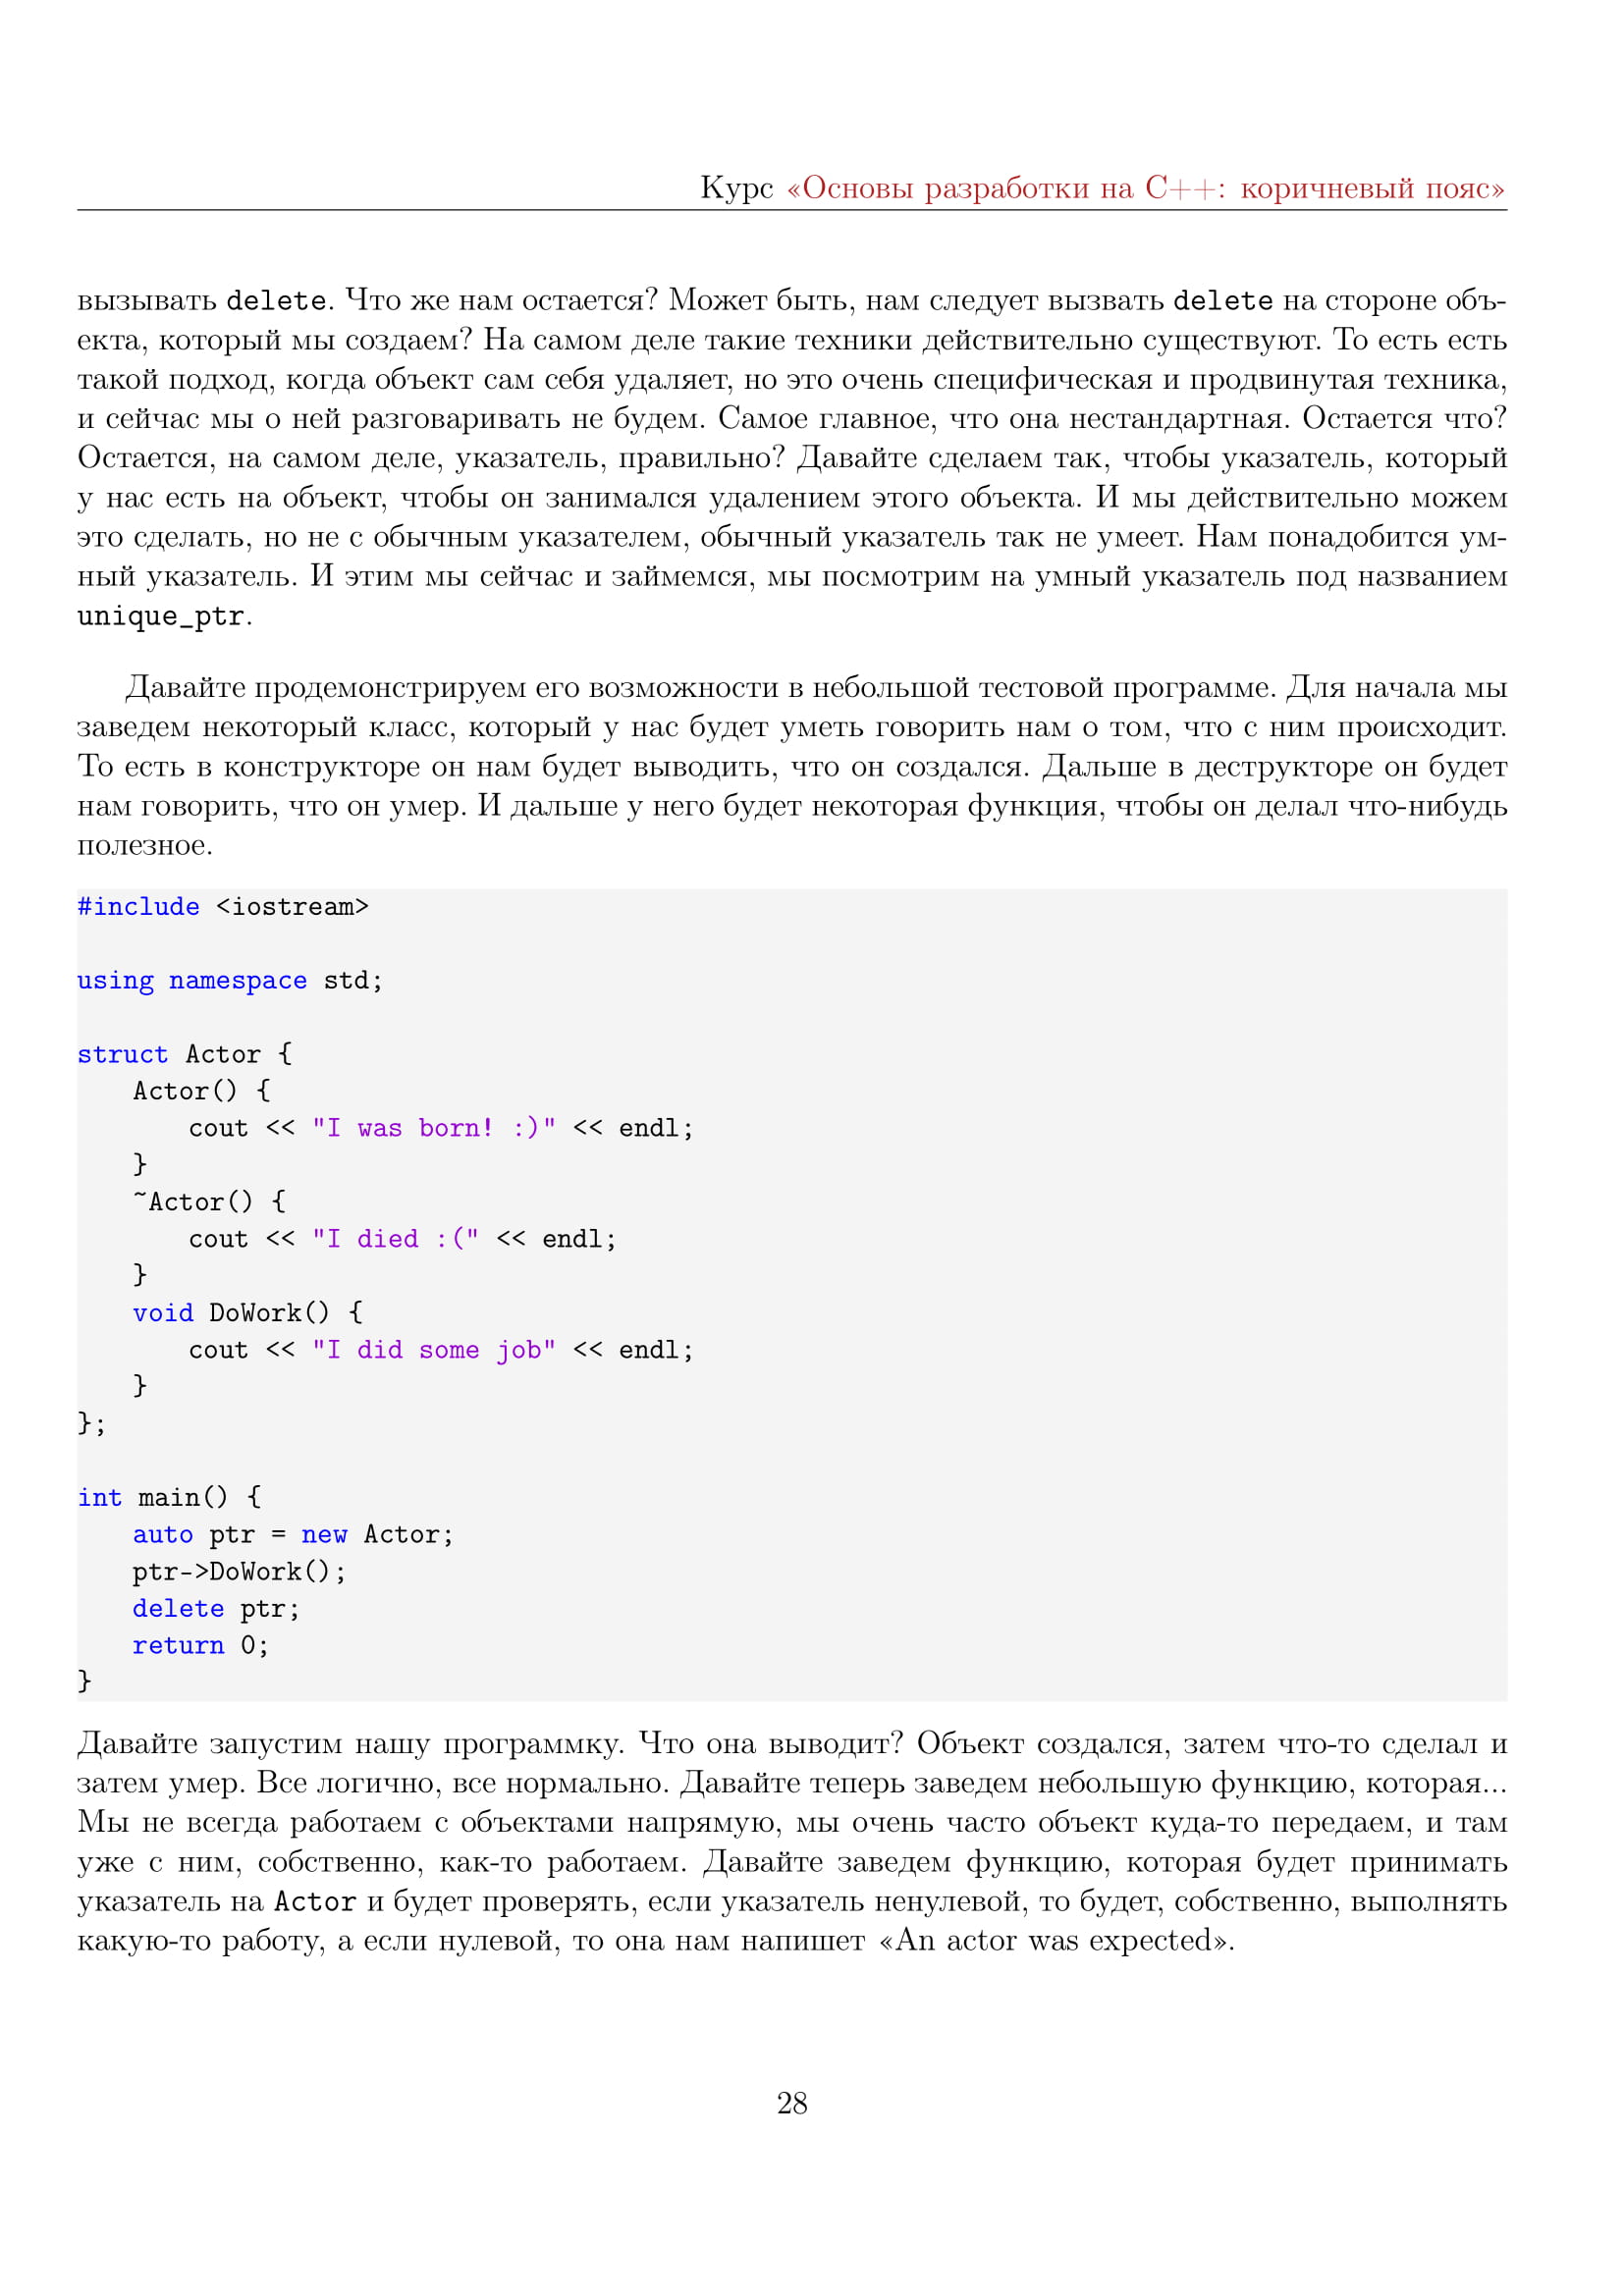 Курс «Основы разработки на C++: коричневый пояс»
вызывать delete. Что же нам остается? Может быть, нам следует вызвать delete на стороне объ-
екта, который мы создаем? На самом деле такие техники действительно существуют. То есть есть
такой подход, когда объект сам себя удаляет, но это очень специфическая и продвинутая техника,
и сейчас мы о ней разговаривать не будем. Самое главное, что она нестандартная. Остается что?
Остается, на самом деле, указатель, правильно? Давайте сделаем так, чтобы указатель, который
у нас есть на объект, чтобы он занимался удалением этого объекта. И мы действительно можем
это сделать, но не с обычным указателем, обычный указатель так не умеет. Нам понадобится ум-
ный указатель. И этим мы сейчас и займемся, мы посмотрим на умный указатель под названием
unique_ptr.
Давайте продемонстрируем его возможности в небольшой тестовой программе. Для начала мы
заведем некоторый класс, который у нас будет уметь говорить нам о том, что с ним происходит.
То есть в конструкторе он нам будет выводить, что он создался. Дальше в деструкторе он будет
нам говорить, что он умер. И дальше у него будет некоторая функция, чтобы он делал что-нибудь
полезное.
#include <iostream>
using namespace std;
struct Actor {
Actor() {
cout << "I was born! :)" << endl;
}
~Actor() {
cout << "I died :(" << endl;
}
void DoWork() {
cout << "I did some job" << endl;
}
};
int main() {
auto ptr = new Actor;
ptr->DoWork();
delete ptr;
return 0;
}
Давайте запустим нашу программку. Что она выводит? Объект создался, затем что-то сделал и
затем умер. Все логично, все нормально. Давайте теперь заведем небольшую функцию, которая...
Мы не всегда работаем с объектами напрямую, мы очень часто объект куда-то передаем, и там
уже с ним, собственно, как-то работаем. Давайте заведем функцию, которая будет принимать
указатель на Actor и будет проверять, если указатель ненулевой, то будет, собственно, выполнять
какую-то работу, а если нулевой, то она нам напишет «An actor was expected».
28